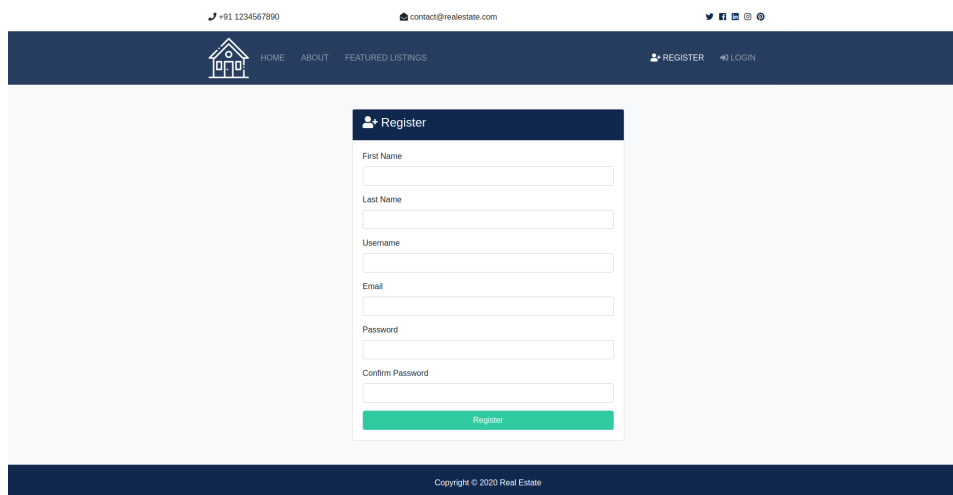 +91 1234567890 contact@realestate.com
HOME ABOUT FEATURED LISTINGS REGISTER LOGIN
Register
First Name
Last Name
Username
Email
Password
Confirm Password
Register
Copyright © 2020 Real Estate